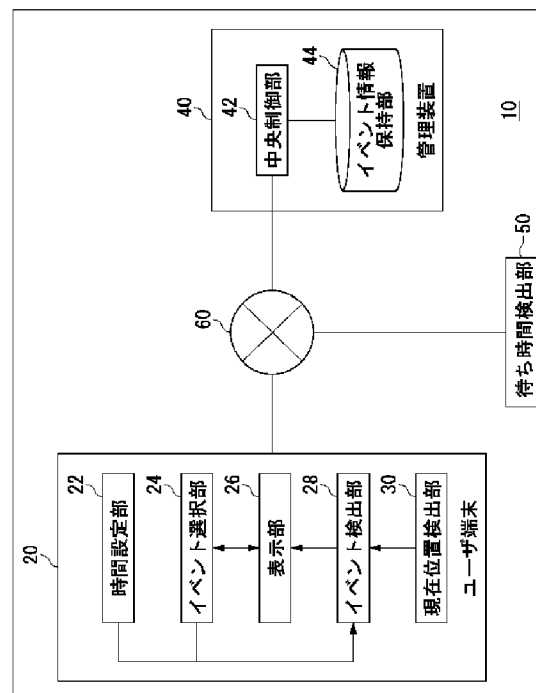 20
22
時間設定部
24
イベント選択部
26
表示部
28
イベント検出部
30
現在位置検出部
ユーザ端末
60
40
42
中央制御部
44
イベント情報
保持部
管理装置
50
待ち時間検出部
10